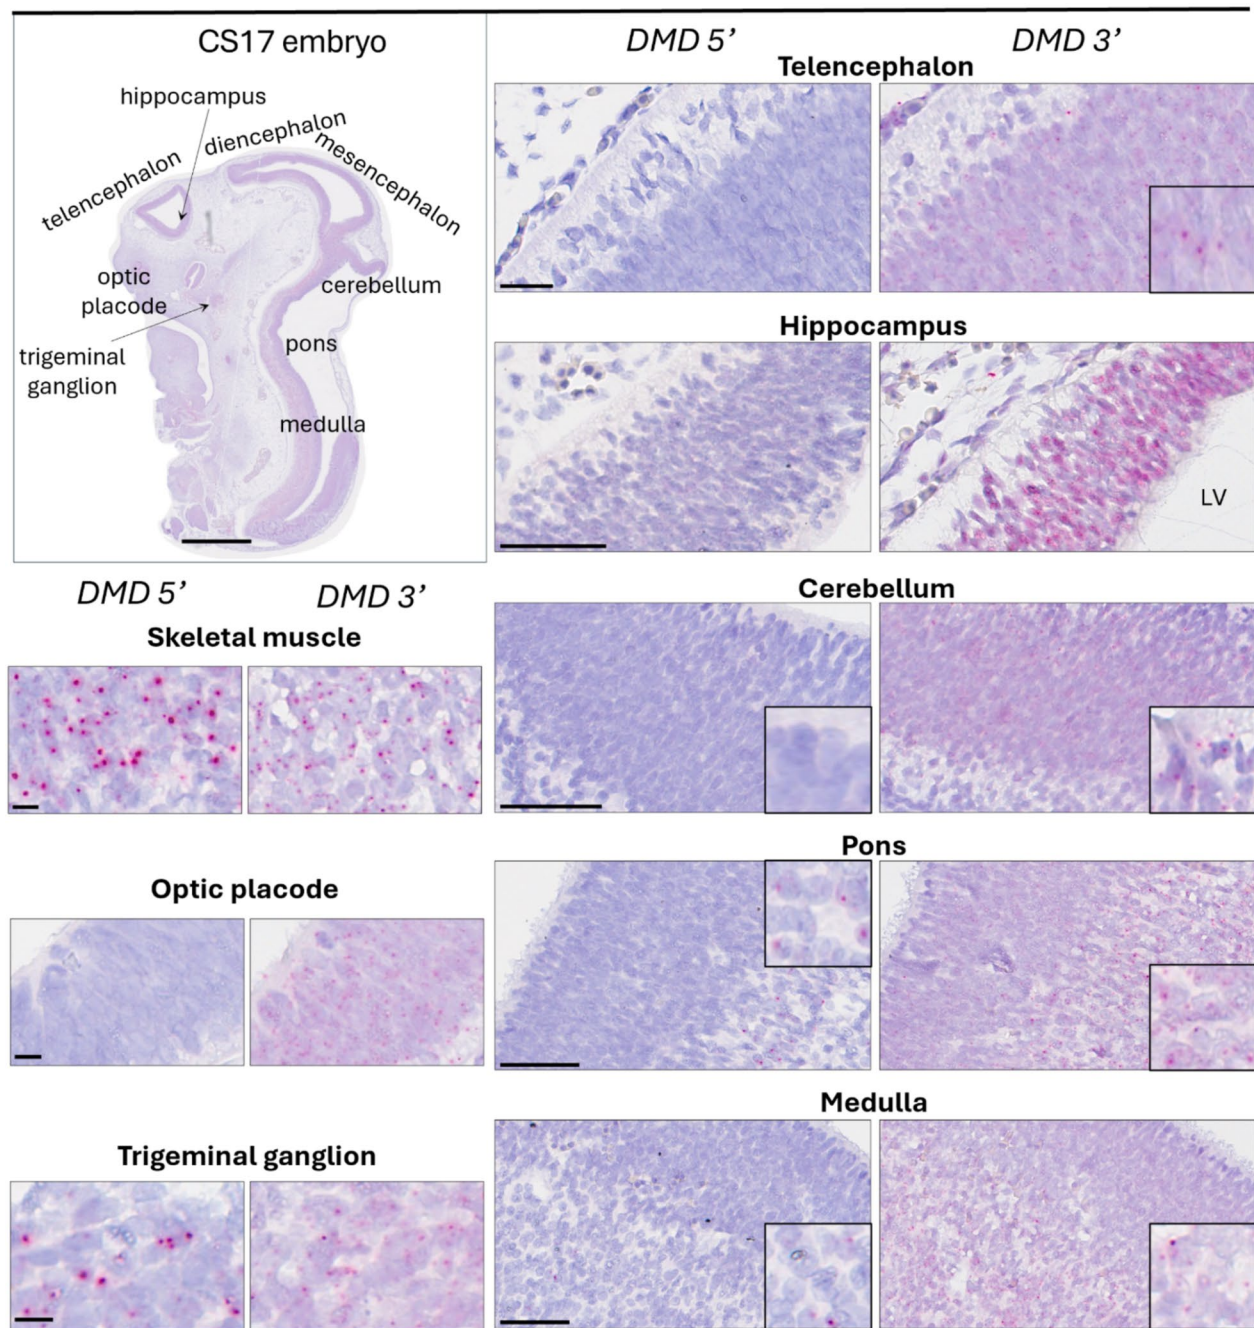 CS17 embryo
hippocampus
diencephalon
mesencephalon
telencephalon
optic
placode
trigeminal
ganglion
cerebellum
pons
medulla
DMD 5’
DMD 3’
Telencephalon
Hippocampus
LV
DMD 5’
DMD 3’
Skeletal muscle
Cerebellum
Optic placode
Pons
Trigeminal ganglion
Medulla